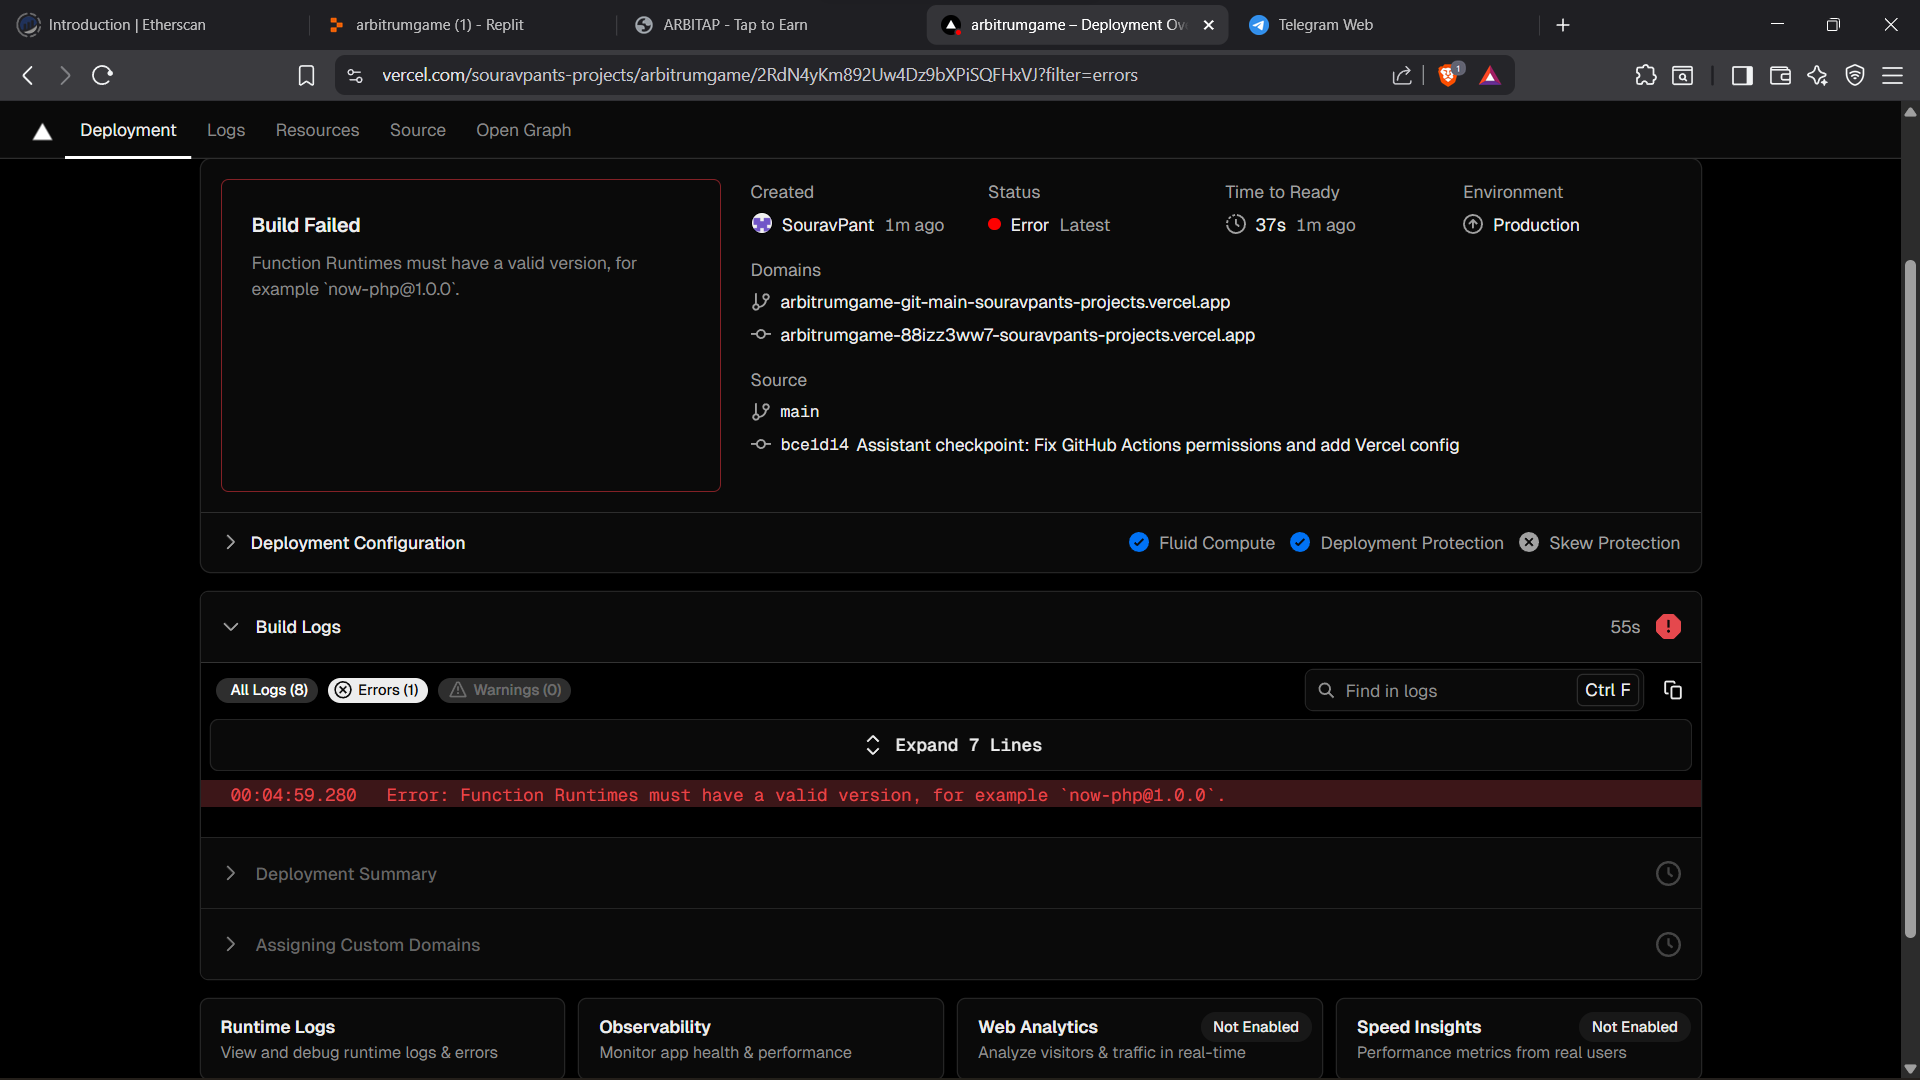 Introduction | Etherscan
arbitrumgame (1) - Replit
ARBITAP - Tap to Earn
arbitrumgame – Deployment Ov
Telegram Web
vercel.com/souravpants-projects/arbitrumgame/2RdN4yKm892Uw4Dz9bXPiSQFHxVJ?filter=errors
1
Deployment
Logs
Resources
Source
Open Graph
Build Failed
Function Runtimes must have a valid version, for
example `now-php@1.0.0`.
Created
SouravPant 1m ago
Status
Error Latest
Time to Ready
37s 1m ago
Environment
Production
Domains
arbitrumgame-git-main-souravpants-projects.vercel.app
arbitrumgame-88izz3ww7-souravpants-projects.vercel.app
Source
main
bce1d14 Assistant checkpoint: Fix GitHub Actions permissions and add Vercel config
Deployment Configuration
Fluid Compute
Deployment Protection
Skew Protection
Build Logs
55s
All Logs (8)
Errors (1)
Warnings (0)
Find in logs
Ctrl F
Expand 7 Lines
00:04:59.280 Error: Function Runtimes must have a valid version, for example `now-php@1.0.0`.
Deployment Summary
Assigning Custom Domains
Runtime Logs
View and debug runtime logs & errors
Observability
Monitor app health & performance
Web Analytics
Not Enabled
Analyze visitors & traffic in real-time
Speed Insights
Not Enabled
Performance metrics from real users